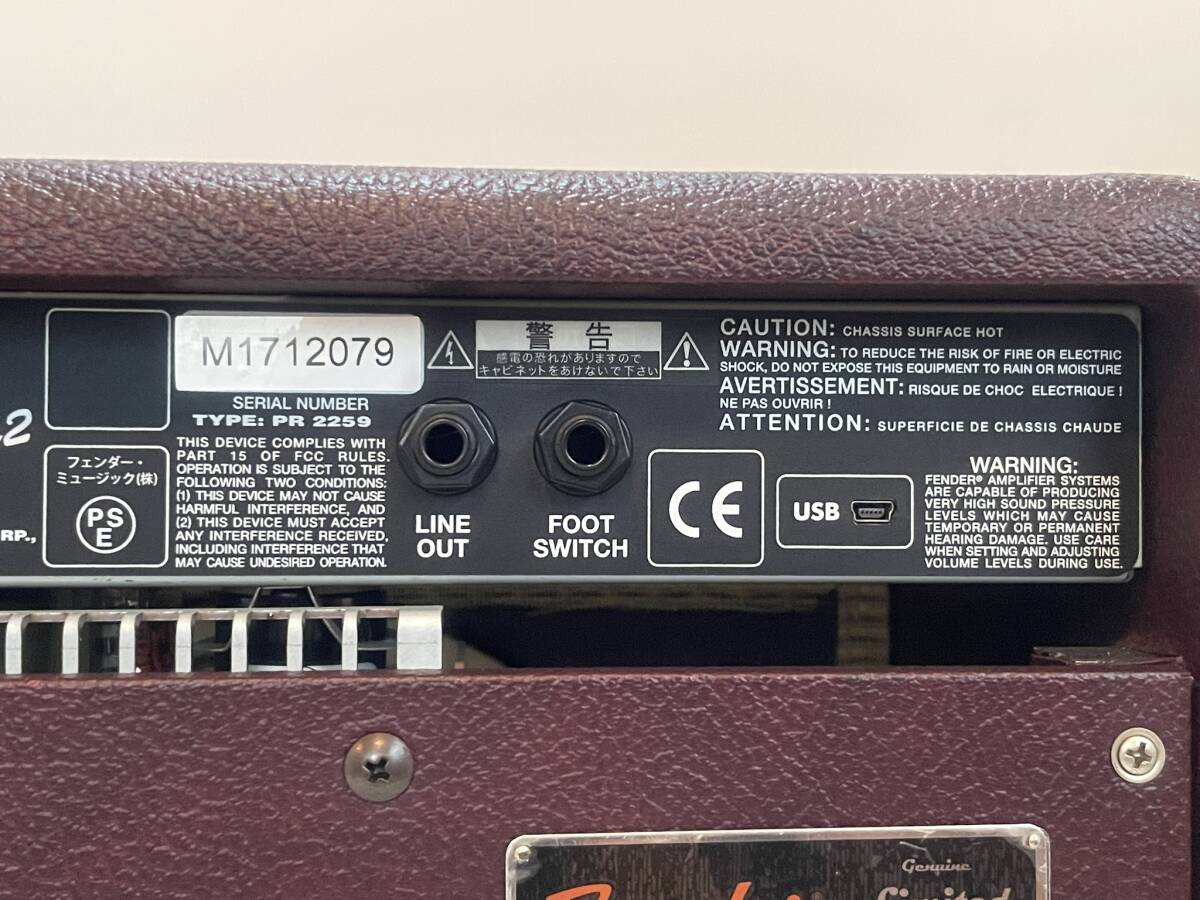 M1712079
SERIAL NUMBER
TYPE: PR 2259
THIS DEVICE COMPLIES WITH
PART 15 OF FCC RULES.
OPERATION IS SUBJECT TO THE
FOLLOWING TWO CONDITIONS:
(1) THIS DEVICE MAY NOT CAUSE
HARMFUL INTERFERENCE, AND
(2) THIS DEVICE MUST ACCEPT
ANY INTERFERENCE RECEIVED,
INCLUDING INTERFERENCE THAT
MAY CAUSE UNDESIRED OPERATION.
2
フェンダー・
ミュージック(株)
PS
E
RP.,
警告
感電の恐れがありますので
キャビネットをあけないで下さい
LINE
OUT
FOOT
SWITCH
CE
USB
CAUTION: CHASSIS SURFACE HOT
WARNING: TO REDUCE THE RISK OF FIRE OR ELECTRIC
SHOCK, DO NOT EXPOSE THIS EQUIPMENT TO RAIN OR MOISTURE
AVERTISSEMENT: RISQUE DE CHOC ELECTRIQUE !
NE PAS OUVRIR !
ATTENTION: SUPERFICIE DE CHASSIS CHAUDE
WARNING:
FENDER® AMPLIFIER SYSTEMS
ARE CAPABLE OF PRODUCING
VERY HIGH SOUND PRESSURE
LEVELS WHICH MAY CAUSE
TEMPORARY OR PERMANENT
HEARING DAMAGE. USE CARE
WHEN SETTING AND ADJUSTING
VOLUME LEVELS DURING USE.
Genuine
Limited